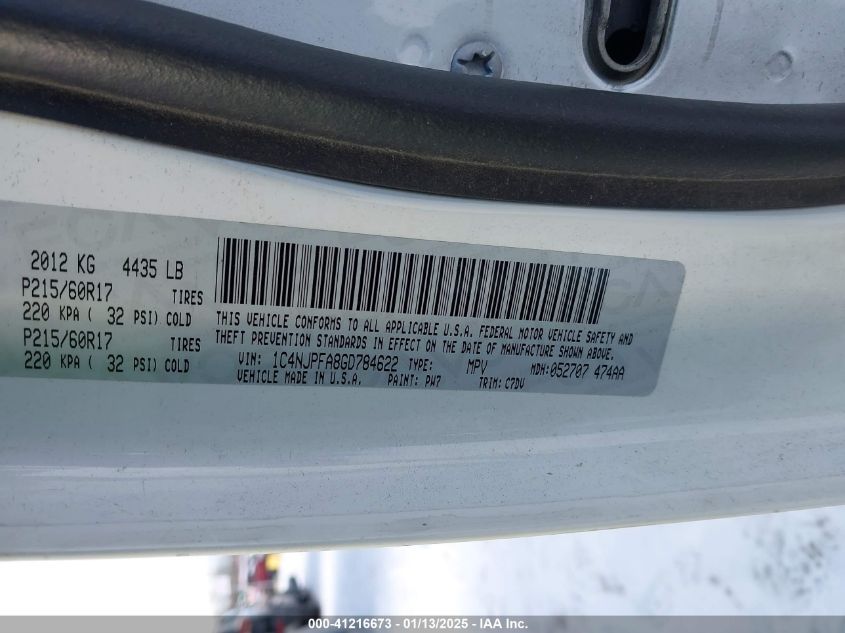 2012 KG 4435 LB
P215/60R17 TIRES
220 KPA ( 32 PSI) COLD
P215/60R17 TIRES
220 KPA ( 32 PSI) COLD
THIS VEHICLE CONFORMS TO ALL APPLICABLE U.S.A. FEDERAL MOTOR VEHICLE SAFETY AND
THEFT PREVENTION STANDARDS IN EFFECT ON THE DATE OF MANUFACTURE SHOWN ABOVE.
VIN: 1C4NJPFA8GD784622 TYPE: MPV MDH:052707 474AA
VEHICLE MADE IN U.S.A. PAINT: PW7 TRIM: C7DV
000-41216673 — 01/13/2025 — IAAI Inc.